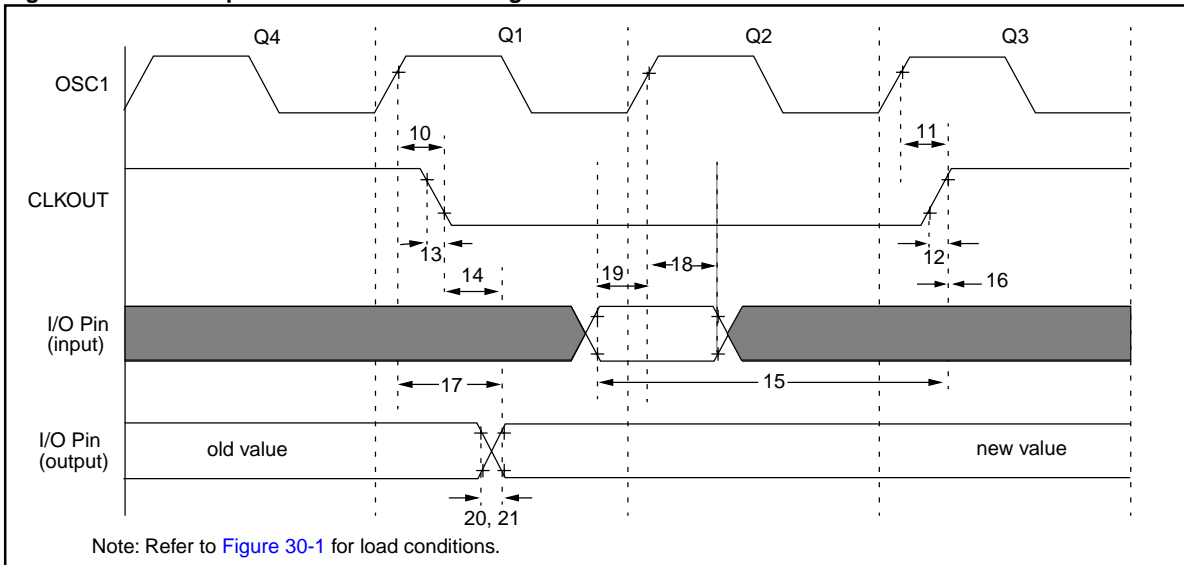 Q4 Q1 Q2 Q3
OSC1
10 11
CLKOUT
13 12
14 19 18 16
I/O Pin
(input)
17 15
I/O Pin
(output)
old value new value
20, 21
Note: Refer to Figure 30-1 for load conditions.